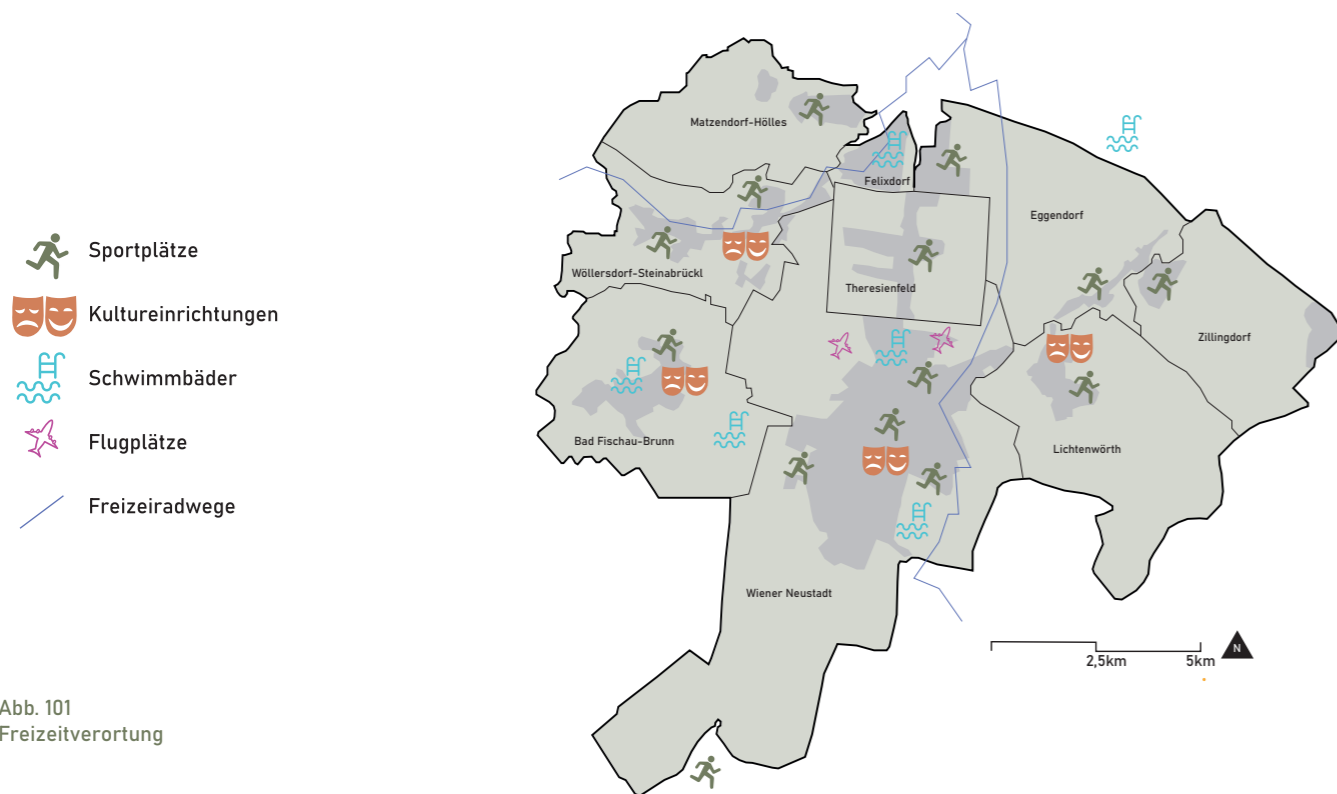 Sportplätze
Kultureinrichtungen
Schwimmbäder
Flugplätze
Freizeiradwege
Matzendorf-Hölles
Felixdorf
Eggendorf
Wöllersdorf-Steinabrückl
Theresienfeld
Zillingdorf
Bad Fischau-Brunn
Lichtenwörth
Wiener Neustadt
N
2,5km 5km
Abb. 101
Freizeitverortung